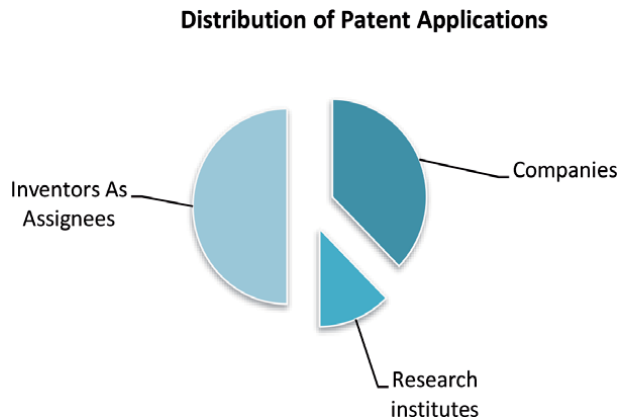 Distribution of Patent Applications
Companies
Inventors As
Assignees
Research
institutes